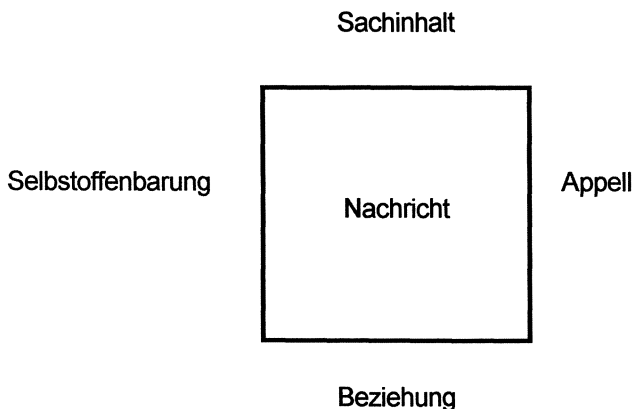 Sachinhalt
Selbstoffenbarung
Nachricht
Appell
Beziehung